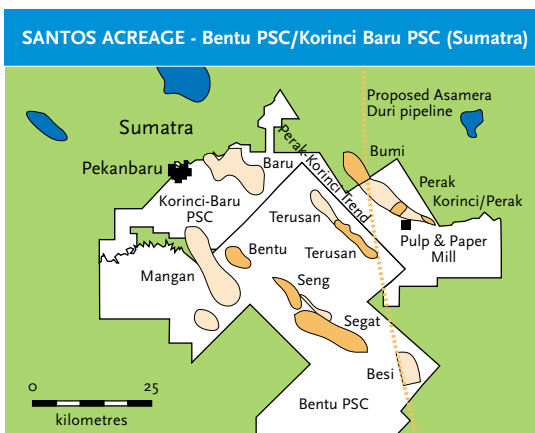 SANTOS ACREAGE - Bentu PSC/Korinci Baru PSC (Sumatra)
Proposed Asamera
Duri pipeline
Sumatra
Pekanbaru
Baru
Perak-Korinci Trend
Bumi
Perak
Korinci/Perak
Korinci-Baru
PSC
Terusan
Pulp & Paper
Mill
Bentu
Terusan
Mangan
Seng
Segat
Besi
0 25
kilometres
Bentu PSC